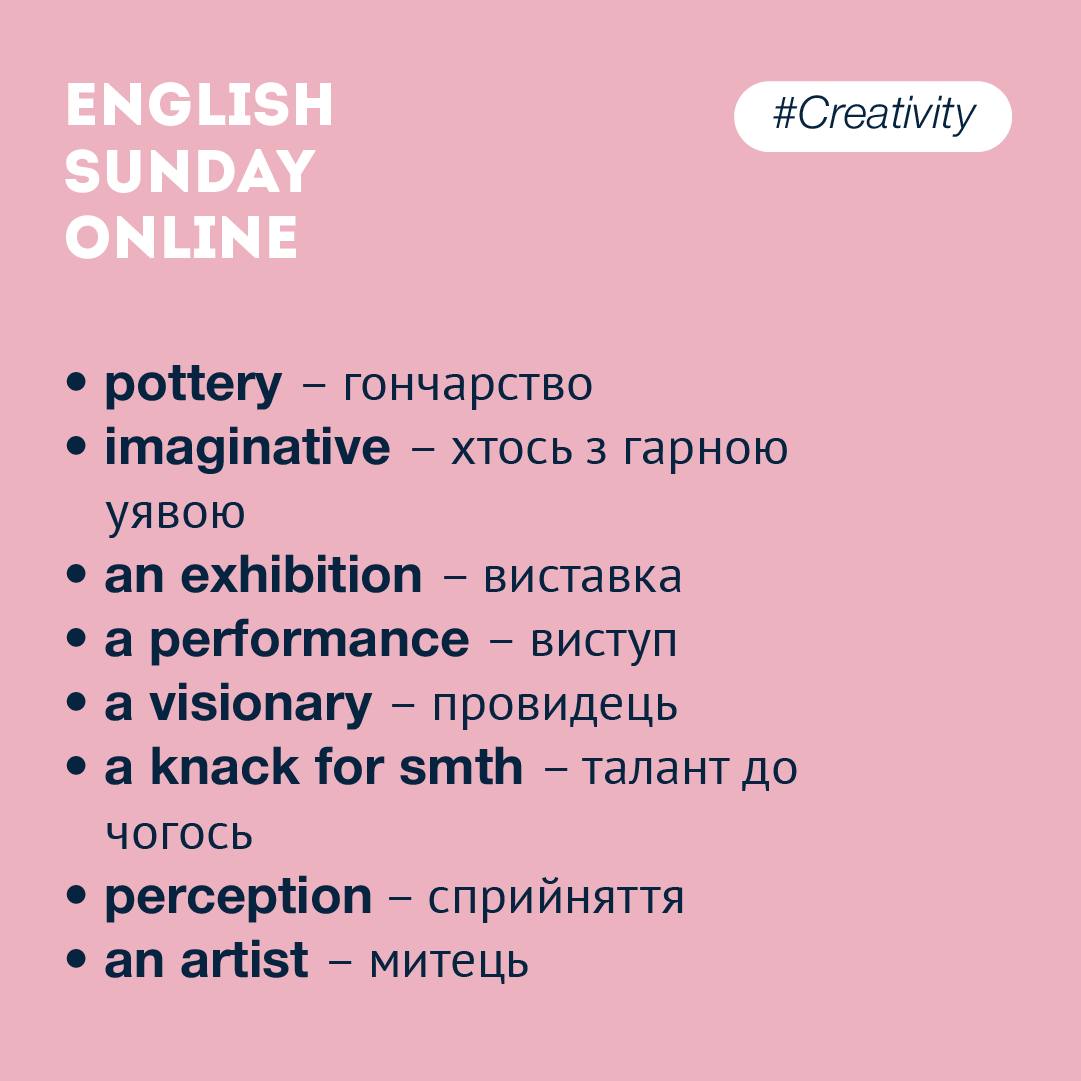 ENGLISH
SUNDAY
ONLINE
#Creativity
• pottery – гончарство
• imaginative – хтось з гарною
уявою
• an exhibition – виставка
• a performance – виступ
• a visionary – провидець
• a knack for smth – талант до
чогось
• perception – сприйняття
• an artist – митець